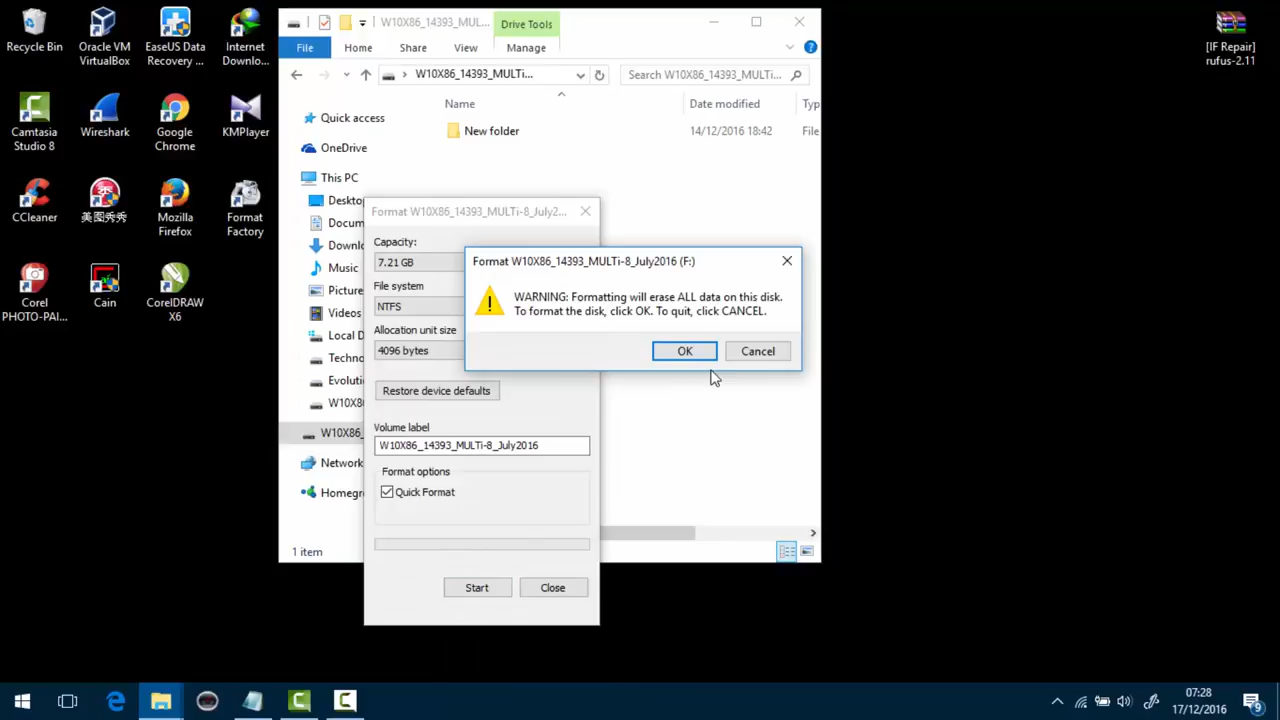 Recycle Bin
Oracle VM
VirtualBox
EaseUS Data
Recovery ...
Internet
Downlo...
Camtasia
Studio 8
Wireshark
Google
Chrome
KMPlayer
CCleaner
美图秀秀
Mozilla
Firefox
Format
Factory
Corel
PHOTO-PAI...
Cain
CorelDRAW
X6
[IF Repair]
rufus-2.11
W10X86_14393_MULTi...
Drive Tools
File
Home
Share
View
Manage
W10X86_14393_MULTi...
Search W10X86_14393_MULTi...
Name
Date modified
Typ
New folder
14/12/2016 18:42
File
Quick access
OneDrive
This PC
Deskto
Docum
Downlo
Music
Picture
Videos
Local D
Techno
Evoluti
W10X8
W10X86_
Network
Homegr
1 item
Format W10X86_14393_MULTi-8_July2...
Capacity:
7.21 GB
File system
NTFS
Allocation unit size
4096 bytes
Restore device defaults
Volume label
W10X86_14393_MULTi-8_July2016
Format options
Quick Format
Start
Close
Format W10X86_14393_MULTi-8_July2016 (F:)
WARNING: Formatting will erase ALL data on this disk.
To format the disk, click OK. To quit, click CANCEL.
OK
Cancel
07:28
17/12/2016
9